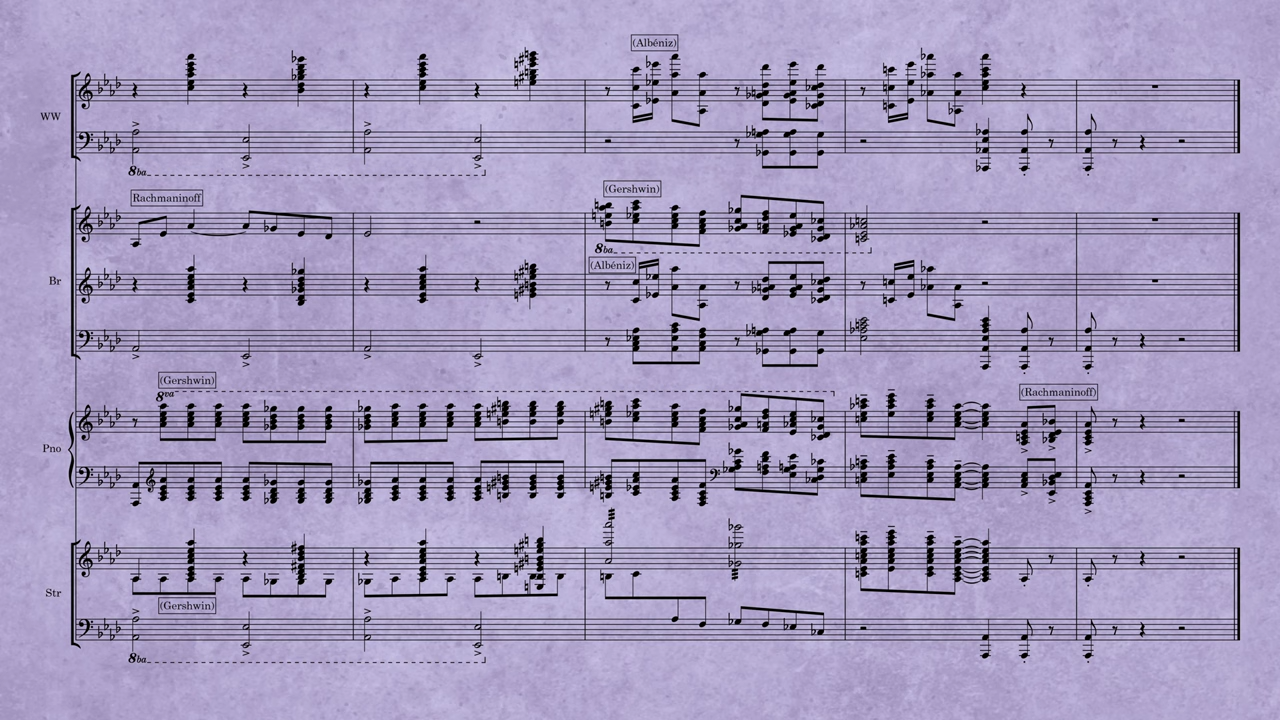 (Albéniz)
WW
8ba
Rachmaninoff
(Gershwin)
8ba
(Albéniz)
Br
(Gershwin)
8va
(Rachmaninoff)
Pno
Str
(Gershwin)
8ba